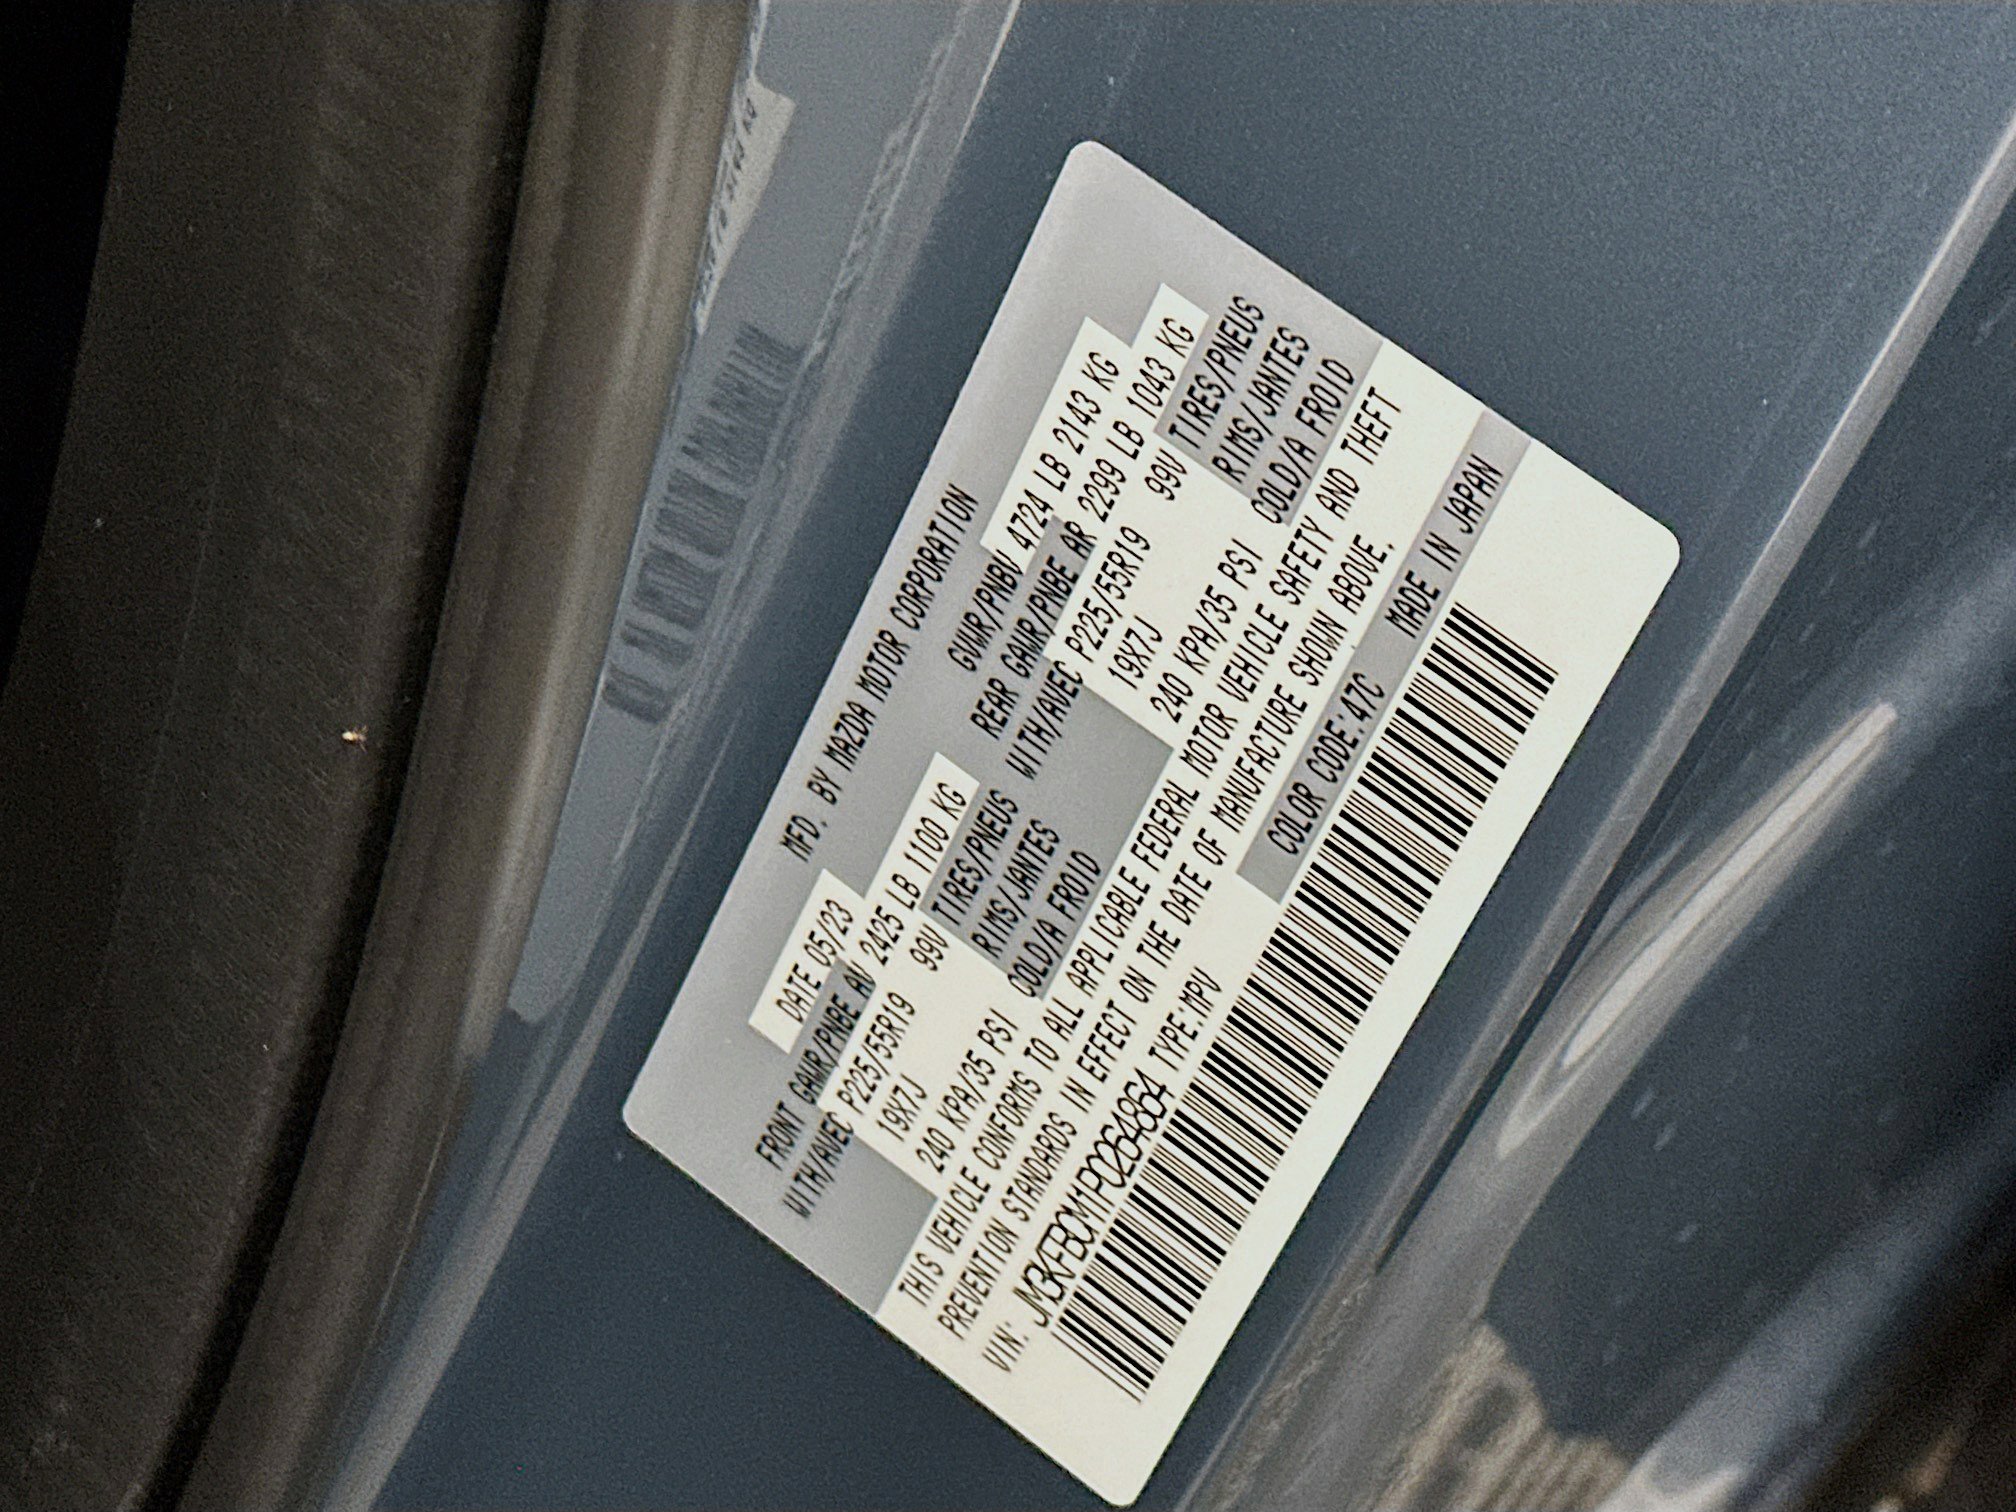 MFD. BY MAZDA MOTOR CORPORATION
DATE 05/23 GVWR/PNBV 4724 LB 2143 KG
FRONT GAWR/PNBE AV 2425 LB 1100 KG REAR GAWR/PNBE AR 2299 LB 1043 KG
WITH/AVEC P225/55R19 99V TIRES/PNEUS WITH/AVEC P225/55R19 99V TIRES/PNEUS
19X7J RIMS/JANTES 19X7J RIMS/JANTES
240 KPA/35 PSI COLD/A FROID 240 KPA/35 PSI COLD/A FROID
THIS VEHICLE CONFORMS TO ALL APPLICABLE FEDERAL MOTOR VEHICLE SAFETY AND THEFT
PREVENTION STANDARDS IN EFFECT ON THE DATE OF MANUFACTURE SHOWN ABOVE.
VIN: JM3KFBCM1P0264864 TYPE:MPV COLOR CODE:47C MADE IN JAPAN